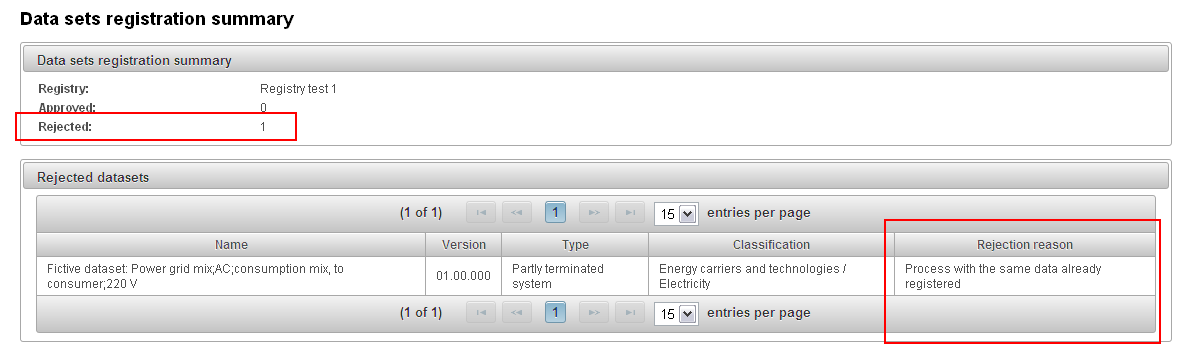 Data sets registration summary
Data sets registration summary
Registry: Registry test 1
Approved: 0
Rejected: 1
Rejected datasets
(1 of 1) 1 15 entries per page
Name Version Type Classification Rejection reason
Fictive dataset: Power grid mix;AC;consumption mix, to 01.00.000 Partly terminated Energy carriers and technologies / Process with the same data already
consumer;220 V system Electricity registered
(1 of 1) 1 15 entries per page